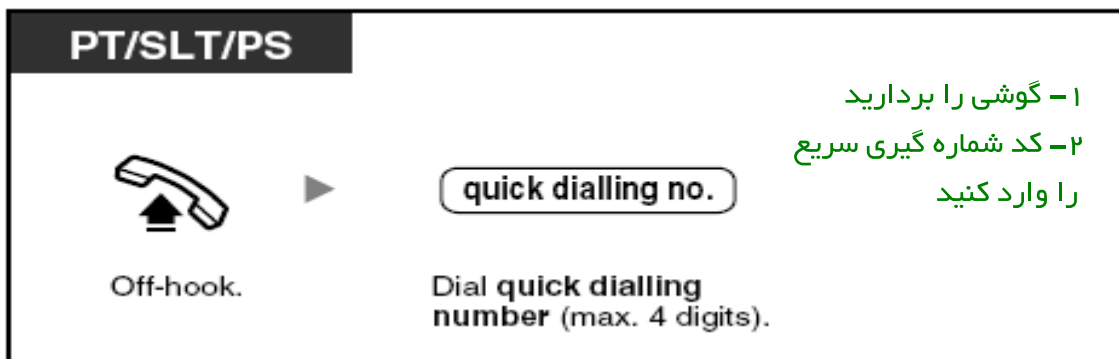 PT/SLT/PS
۱- گوشی را بردارید
۲- کد شماره گیری سریع
را وارد کنید
quick dialling no.
Off-hook.
Dial quick dialling
number (max. 4 digits).